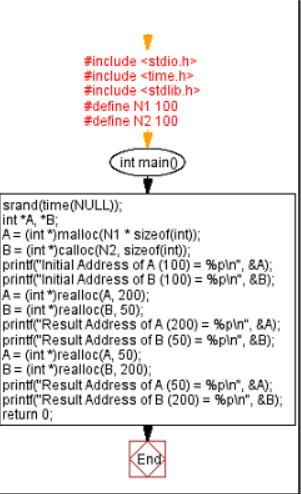 #include <stdio.h>
#include <time.h>
#include <stdlib.h>
#define N1 100
#define N2 100
int main()
srand(time(NULL));
int *A, *B;
A = (int *)malloc(N1 * sizeof(int));
B = (int *)calloc(N2, sizeof(int));
printf("Initial Address of A (100) = %p\n", &A);
printf("Initial Address of B (100) = %p\n", &B);
A = (int *)realloc(A, 200);
B = (int *)realloc(B, 50);
printf("Result Address of A (200) = %p\n", &A);
printf("Result Address of B (50) = %p\n", &B);
A = (int *)realloc(A, 50);
B = (int *)realloc(B, 200);
printf("Result Address of A (50) = %p\n", &A);
printf("Result Address of B (200) = %p\n", &B);
return 0;
End